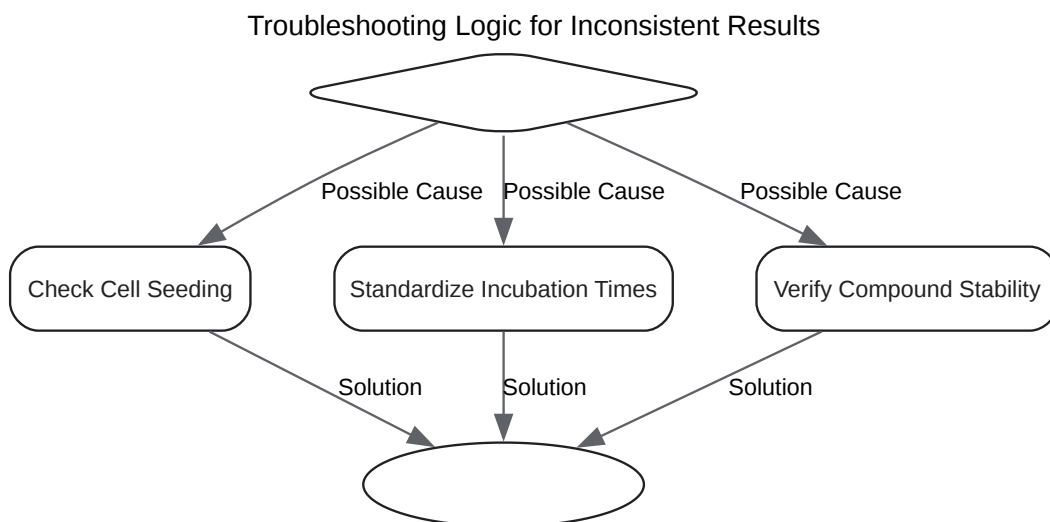 Troubleshooting Logic for Inconsistent Results
Possible Cause
Possible Cause
Possible Cause
Check Cell Seeding
Standardize Incubation Times
Verify Compound Stability
Solution
Solution
Solution